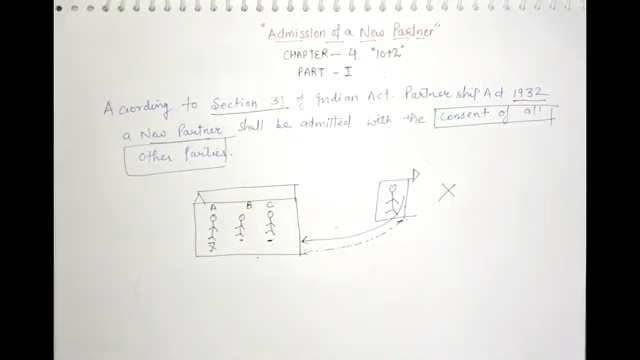 "Admission of a New Partner"
CHAPTER - 4 "10+2"
PART - I
Acording to Section 31 of Indian Act. Partnership Act 1932
a New Partner shall be admitted with the consent of all
Other Parties.
A B C
X